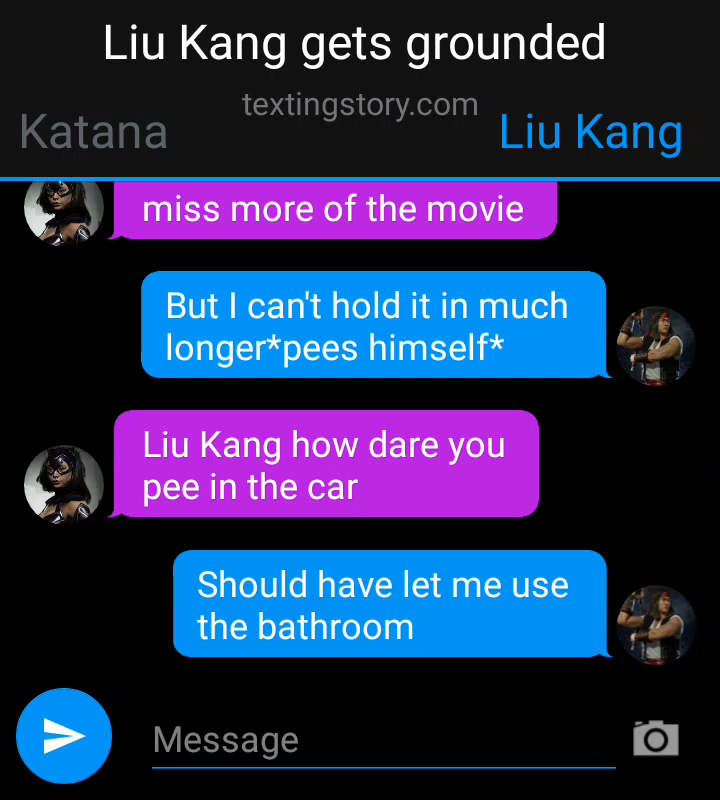 Liu Kang gets grounded
textingstory.com
Katana
Liu Kang
miss more of the movie
But I can't hold it in much
longer*pees himself*
Liu Kang how dare you
pee in the car
Should have let me use
the bathroom
Message